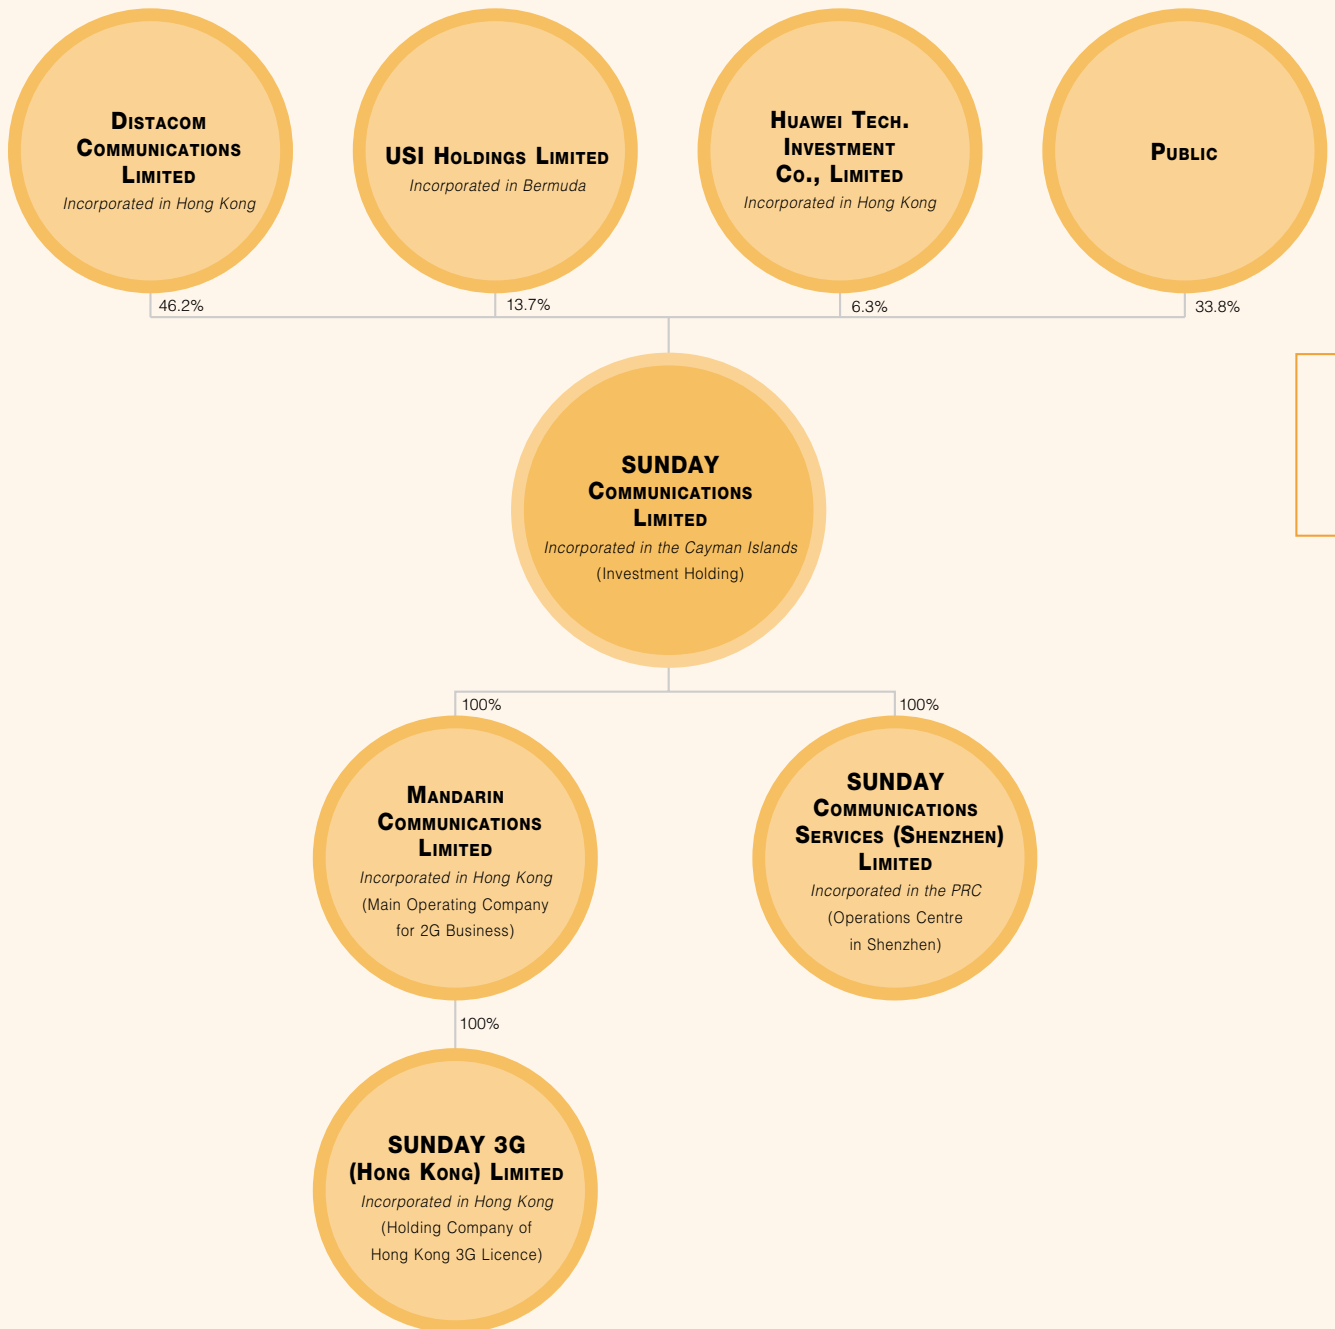 DISTACOM
COMMUNICATIONS
LIMITED
Incorporated in Hong Kong
USI HOLDINGS LIMITED
Incorporated in Bermuda
HUAWEI TECH.
INVESTMENT
CO., LIMITED
Incorporated in Hong Kong
PUBLIC
46.2%
13.7%
6.3%
33.8%
SUNDAY
COMMUNICATIONS
LIMITED
Incorporated in the Cayman Islands
(Investment Holding)
100%
100%
MANDARIN
COMMUNICATIONS
LIMITED
Incorporated in Hong Kong
(Main Operating Company
for 2G Business)
SUNDAY
COMMUNICATIONS
SERVICES (SHENZHEN)
LIMITED
Incorporated in the PRC
(Operations Centre
in Shenzhen)
100%
SUNDAY 3G
(HONG KONG) LIMITED
Incorporated in Hong Kong
(Holding Company of
Hong Kong 3G Licence)